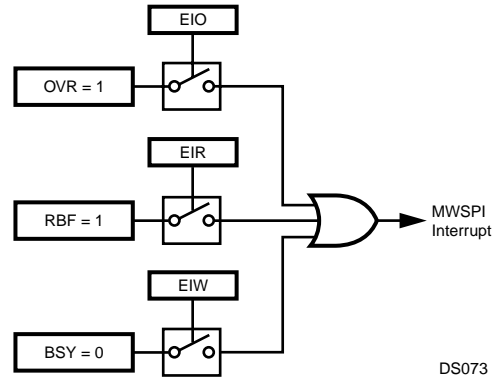 EIO
OVR = 1
EIR
RBF = 1
MWSPI
Interrupt
EIW
BSY = 0
DS073